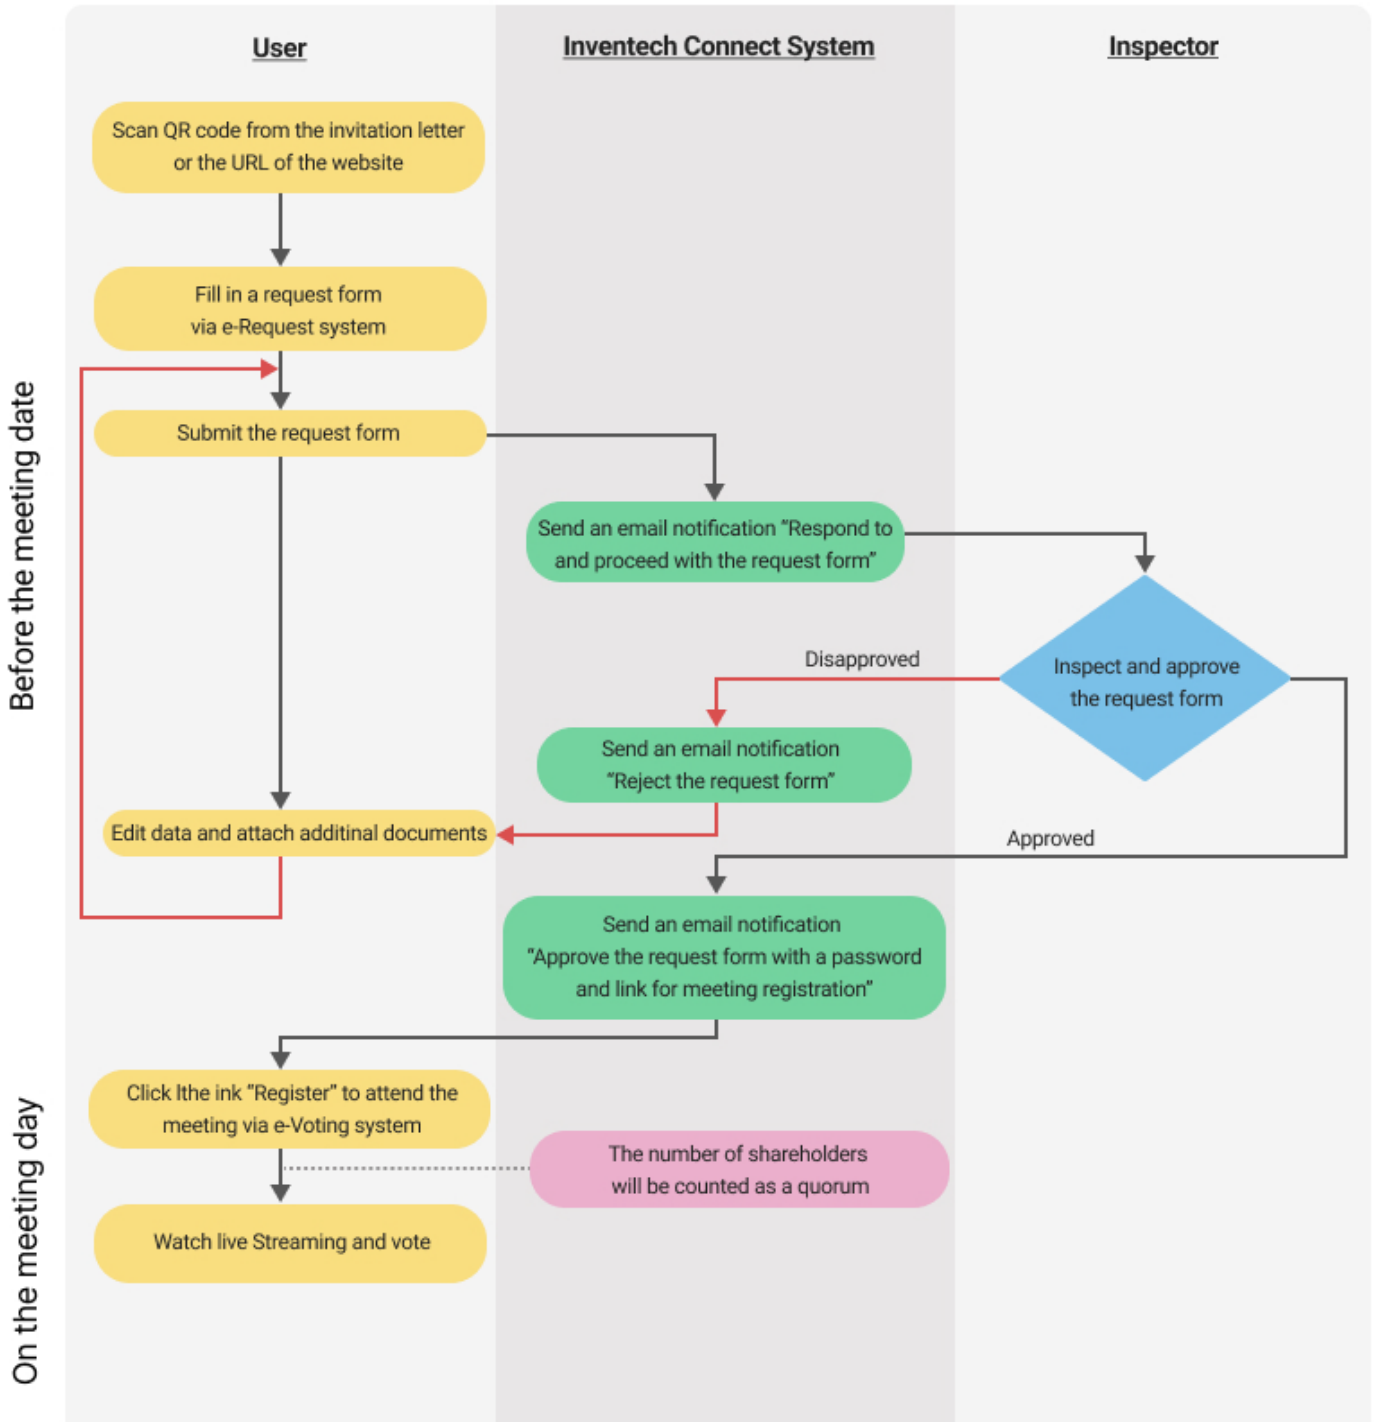 User
Inventech Connect System
Inspector
Before the meeting date
Scan QR code from the invitation letter
or the URL of the website
Fill in a request form
via e-Request system
Submit the request form
Send an email notification “Respond to
and proceed with the request form”
Inspect and approve
the request form
Disapproved
Send an email notification
“Reject the request form”
Edit data and attach additinal documents
Approved
Send an email notification
“Approve the request form with a password
and link for meeting registration”
On the meeting day
Click lthe ink “Register” to attend the
meeting via e-Voting system
The number of shareholders
will be counted as a quorum
Watch live Streaming and vote